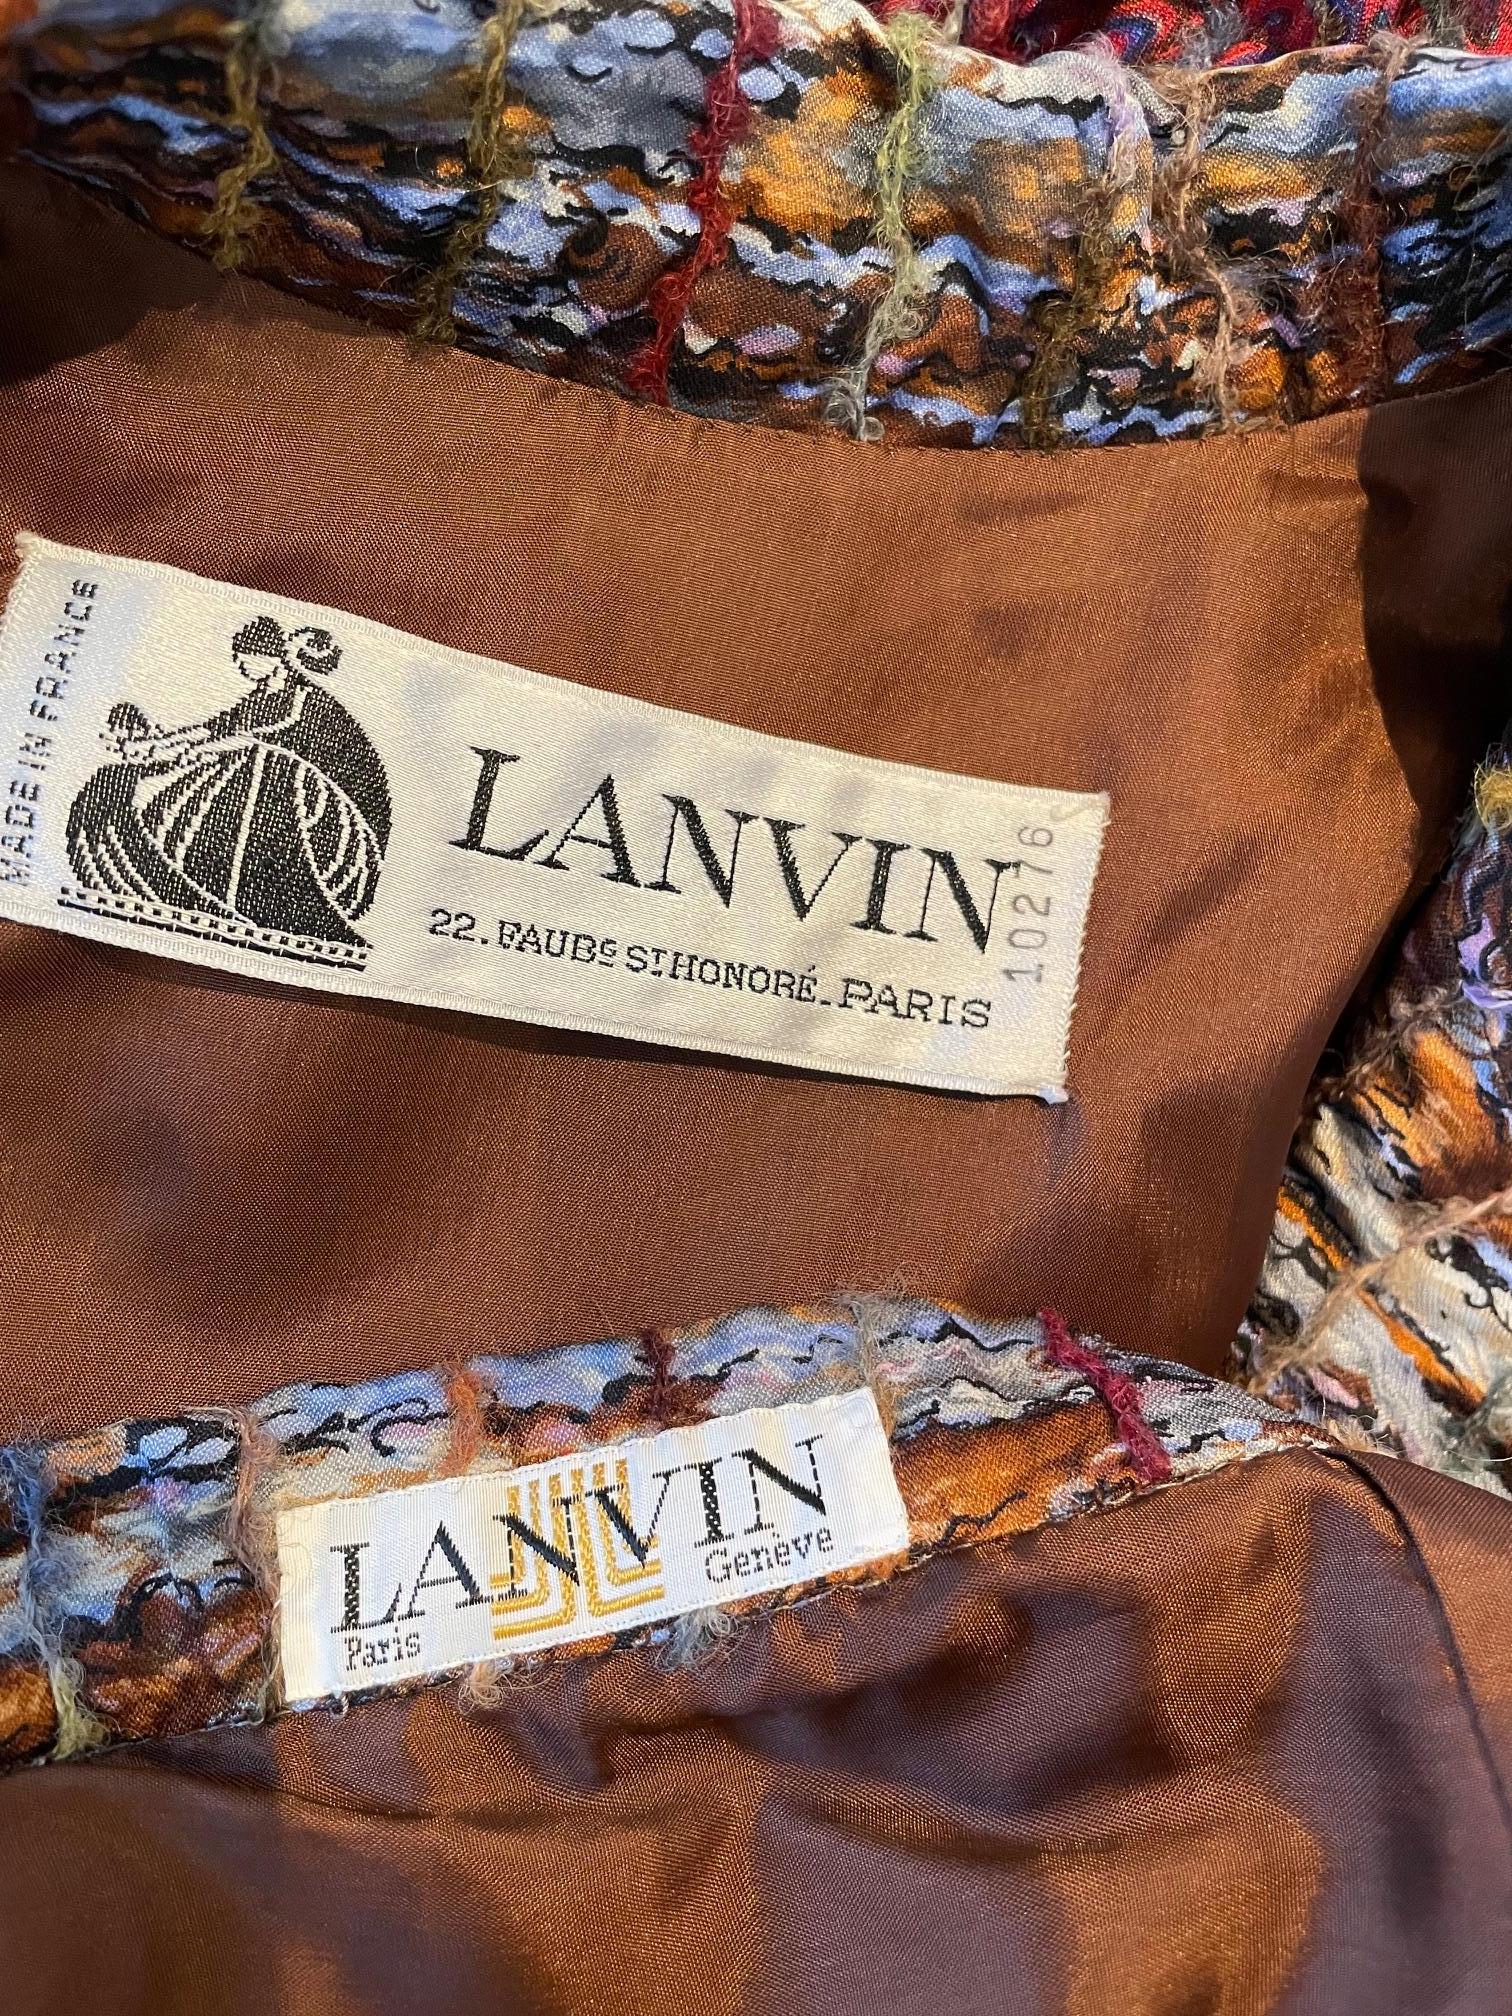 MADE IN FRANCE
LANVIN
22. FAUBG ST HONORÉ_PARIS
10276
LANVIN
Paris
Genève